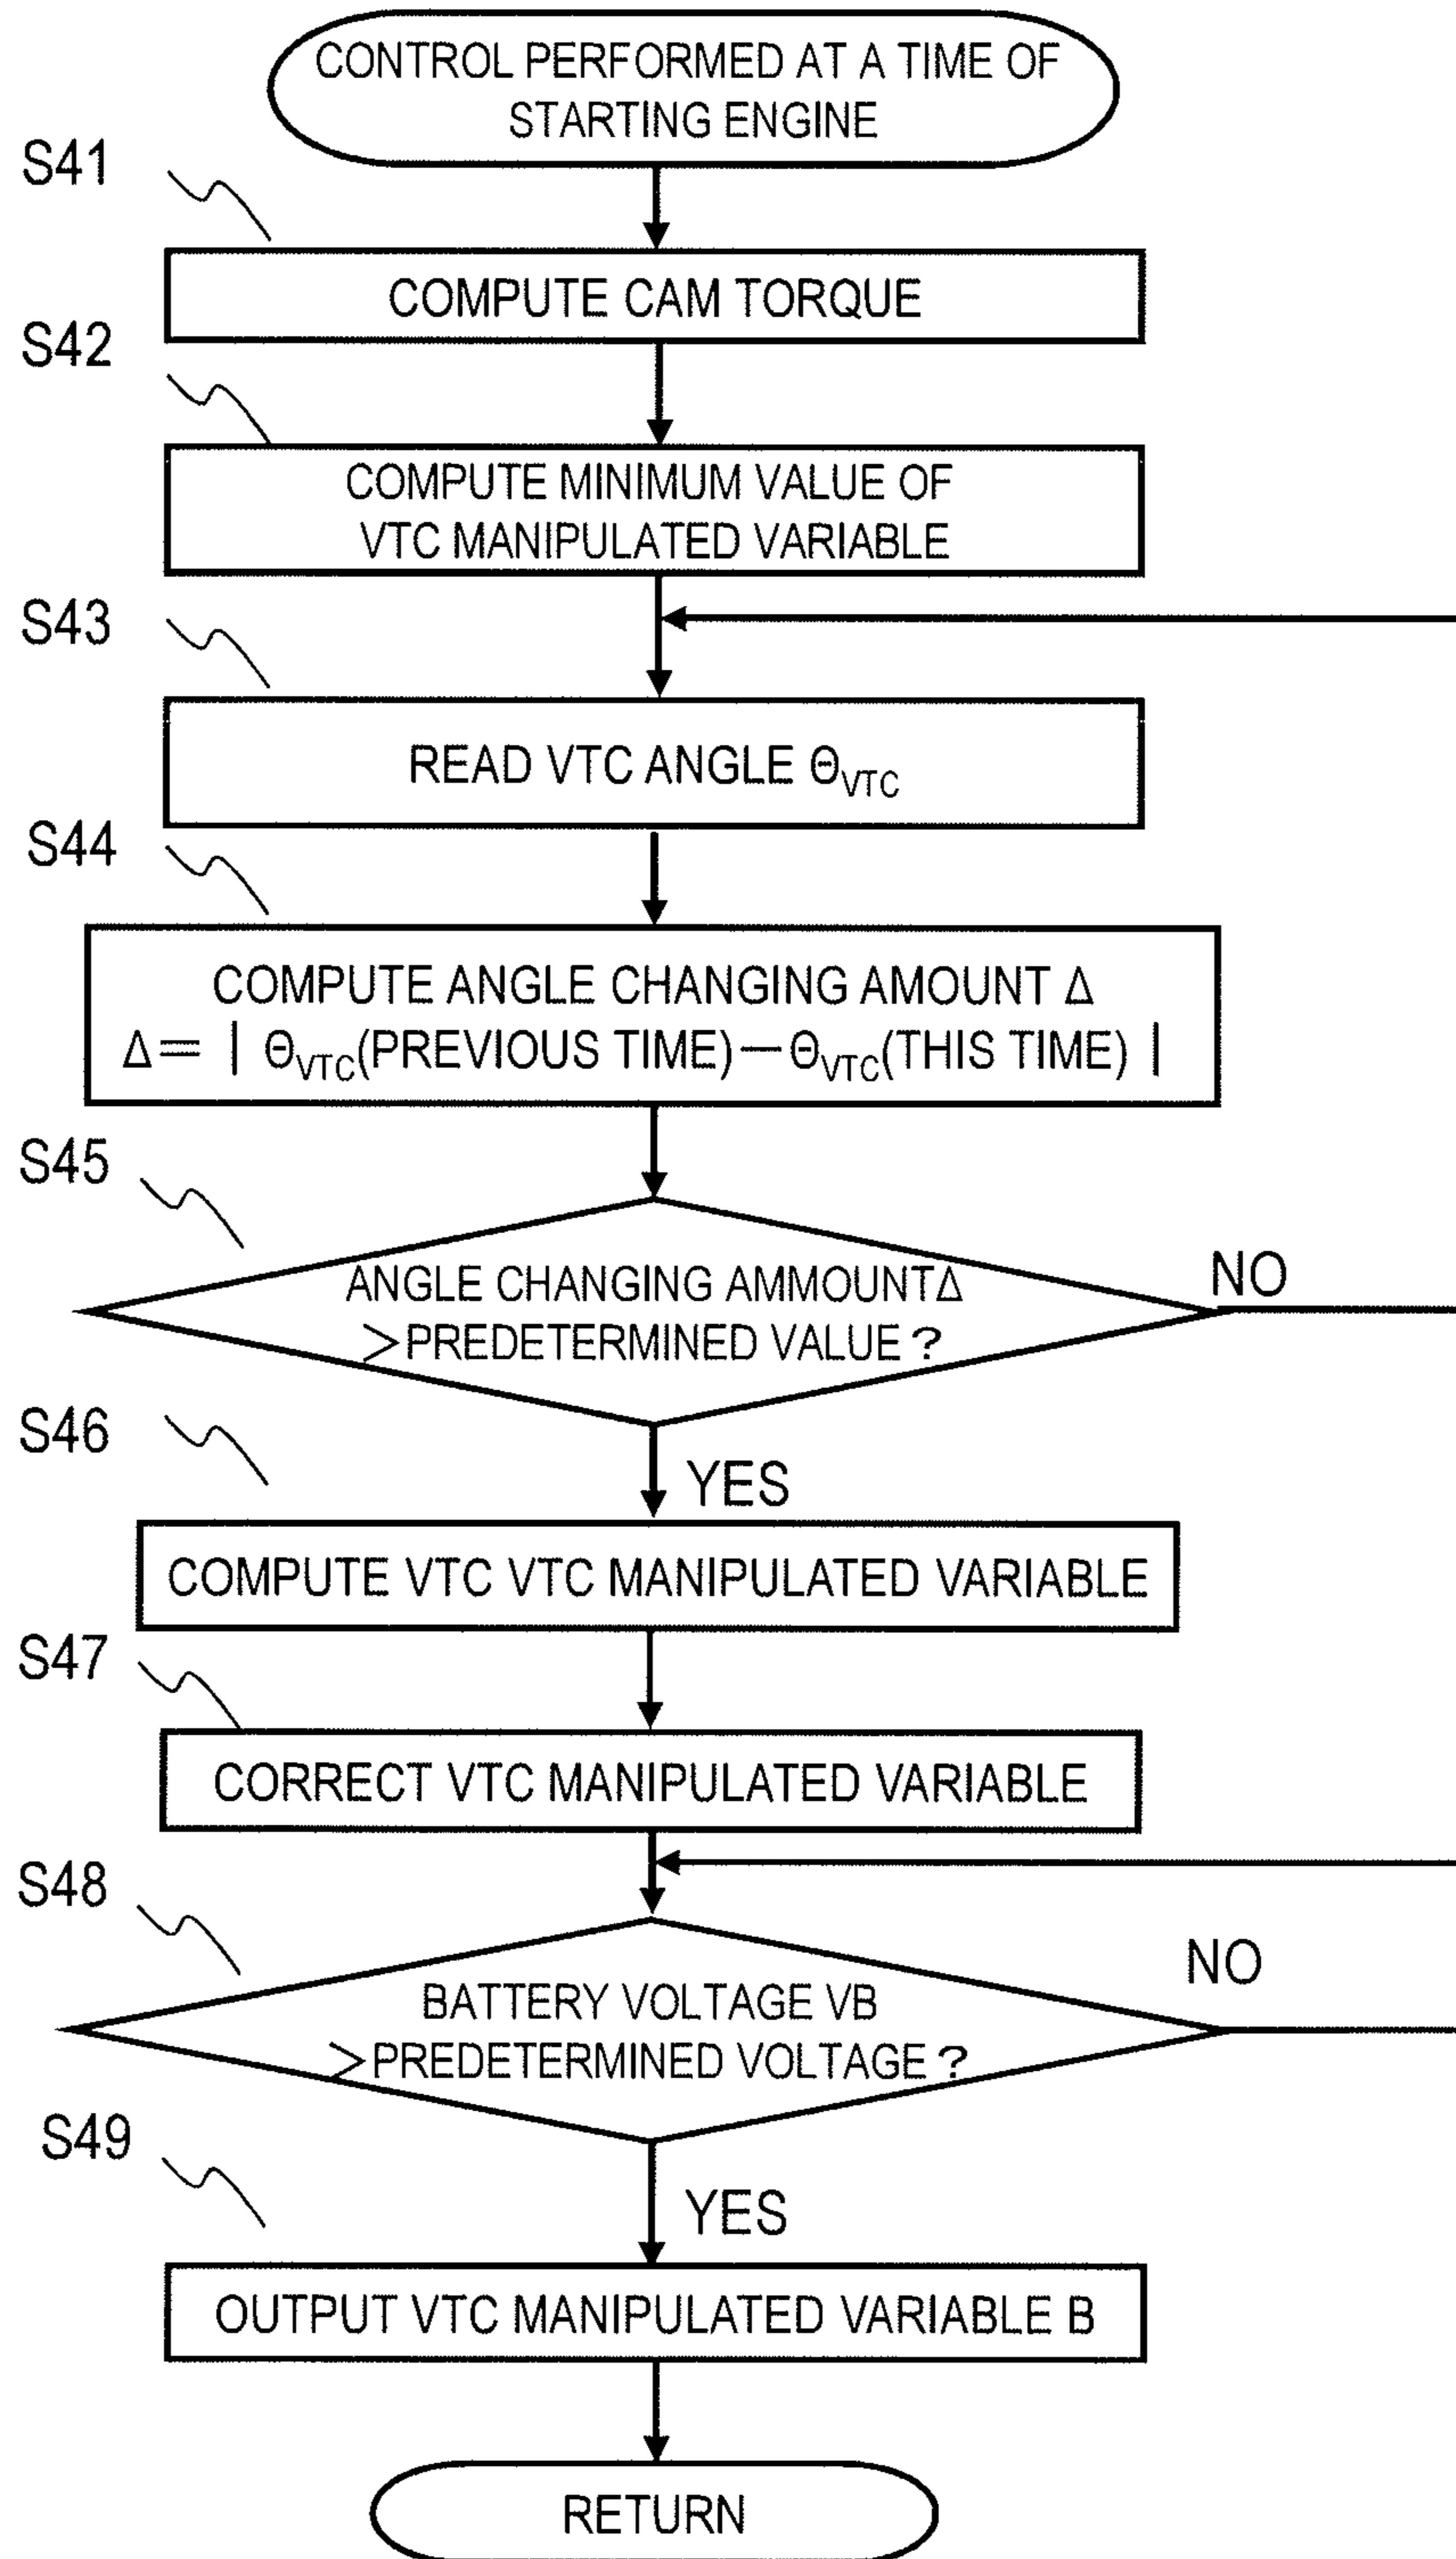 CONTROL PERFORMED AT A TIME OF
STARTING ENGINE
S41
COMPUTE CAM TORQUE
S42
COMPUTE MINIMUM VALUE OF
VTC MANIPULATED VARIABLE
S43
READ VTC ANGLE ΘVTC
S44
COMPUTE ANGLE CHANGING AMOUNT Δ
Δ=|ΘVTC(PREVIOUS TIME)—ΘVTC(THIS TIME)|
S45
ANGLE CHANGING AMMOUNTΔ
>PREDETERMINED VALUE?
NO
YES
S46
COMPUTE VTC VTC MANIPULATED VARIABLE
S47
CORRECT VTC MANIPULATED VARIABLE
S48
BATTERY VOLTAGE VB
>PREDETERMINED VOLTAGE?
NO
YES
S49
OUTPUT VTC MANIPULATED VARIABLE B
RETURN